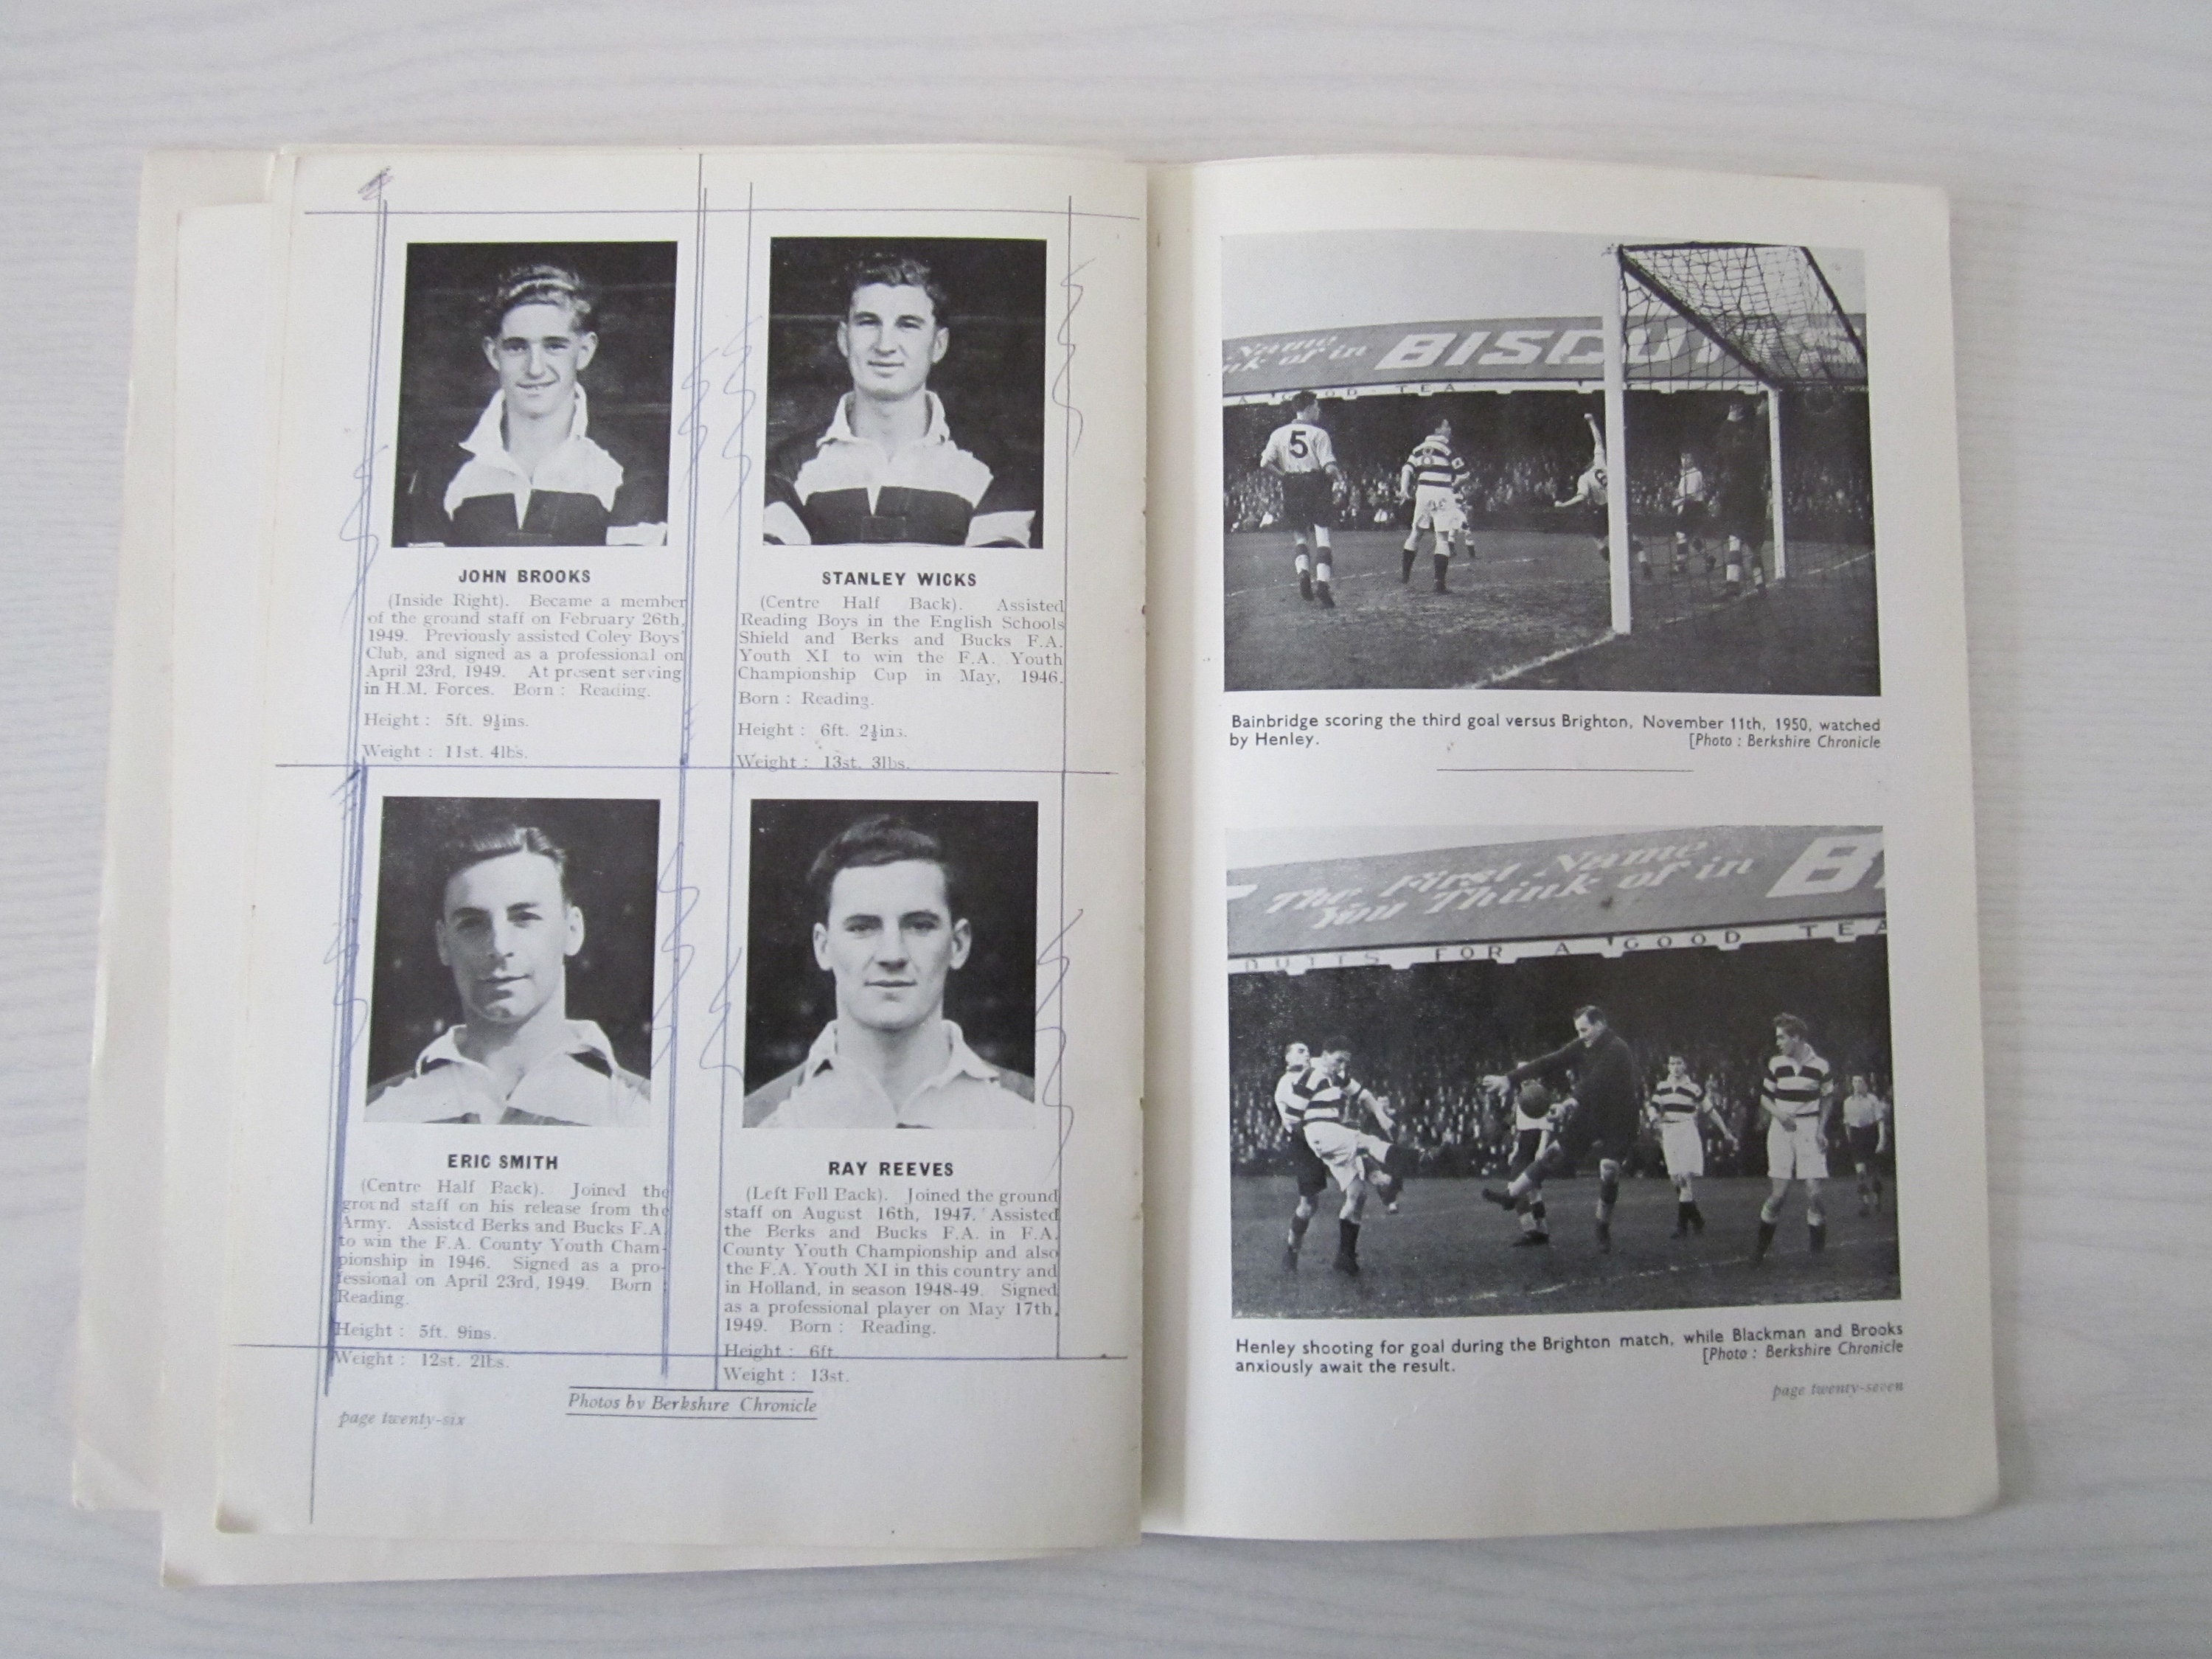 JOHN BROOKS
(Inside Right). Became a member
of the ground staff on February 26th,
1949. Previously assisted Coley Boys'
Club, and signed as a professional on
April 23rd, 1949. At present serving
in H.M. Forces. Born : Reading.
Height : 5ft. 9½ins.
Weight : 11st. 4lbs.
STANLEY WICKS
(Centre Half Back). Assisted
Reading Boys in the English Schools
Shield and Berks and Bucks F.A.
Youth XI to win the F.A. Youth
Championship Cup in May, 1946.
Born : Reading.
Height : 6ft. 2½ins.
Weight : 13st. 3lbs.
ERIC SMITH
(Centre Half Back). Joined the
ground staff on his release from the
Army. Assisted Berks and Bucks F.A.
to win the F.A. County Youth Cham-
pionship in 1946. Signed as a pro-
fessional on April 23rd, 1949. Born
Reading.
Height : 5ft. 9ins.
Weight : 12st. 2lbs.
RAY REEVES
(Left Full Back). Joined the ground
staff on August 16th, 1947. Assisted
the Berks and Bucks F.A. in F.A.
County Youth Championship and also
the F.A. Youth XI in this country and
in Holland, in season 1948-49. Signed
as a professional player on May 17th,
1949. Born : Reading.
Height : 6ft.
Weight : 13st.
Photos by Berkshire Chronicle
page twenty-six
Name
of in BISCU
A GOOD TEA
5
8
Bainbridge scoring the third goal versus Brighton, November 11th, 1950, watched
by Henley. [Photo : Berkshire Chronicle
The First Name
You Think of in B
DUTTS FOR A GOOD TEA
Henley shooting for goal during the Brighton match, while Blackman and Brooks
anxiously await the result. [Photo : Berkshire Chronicle
page twenty-seven